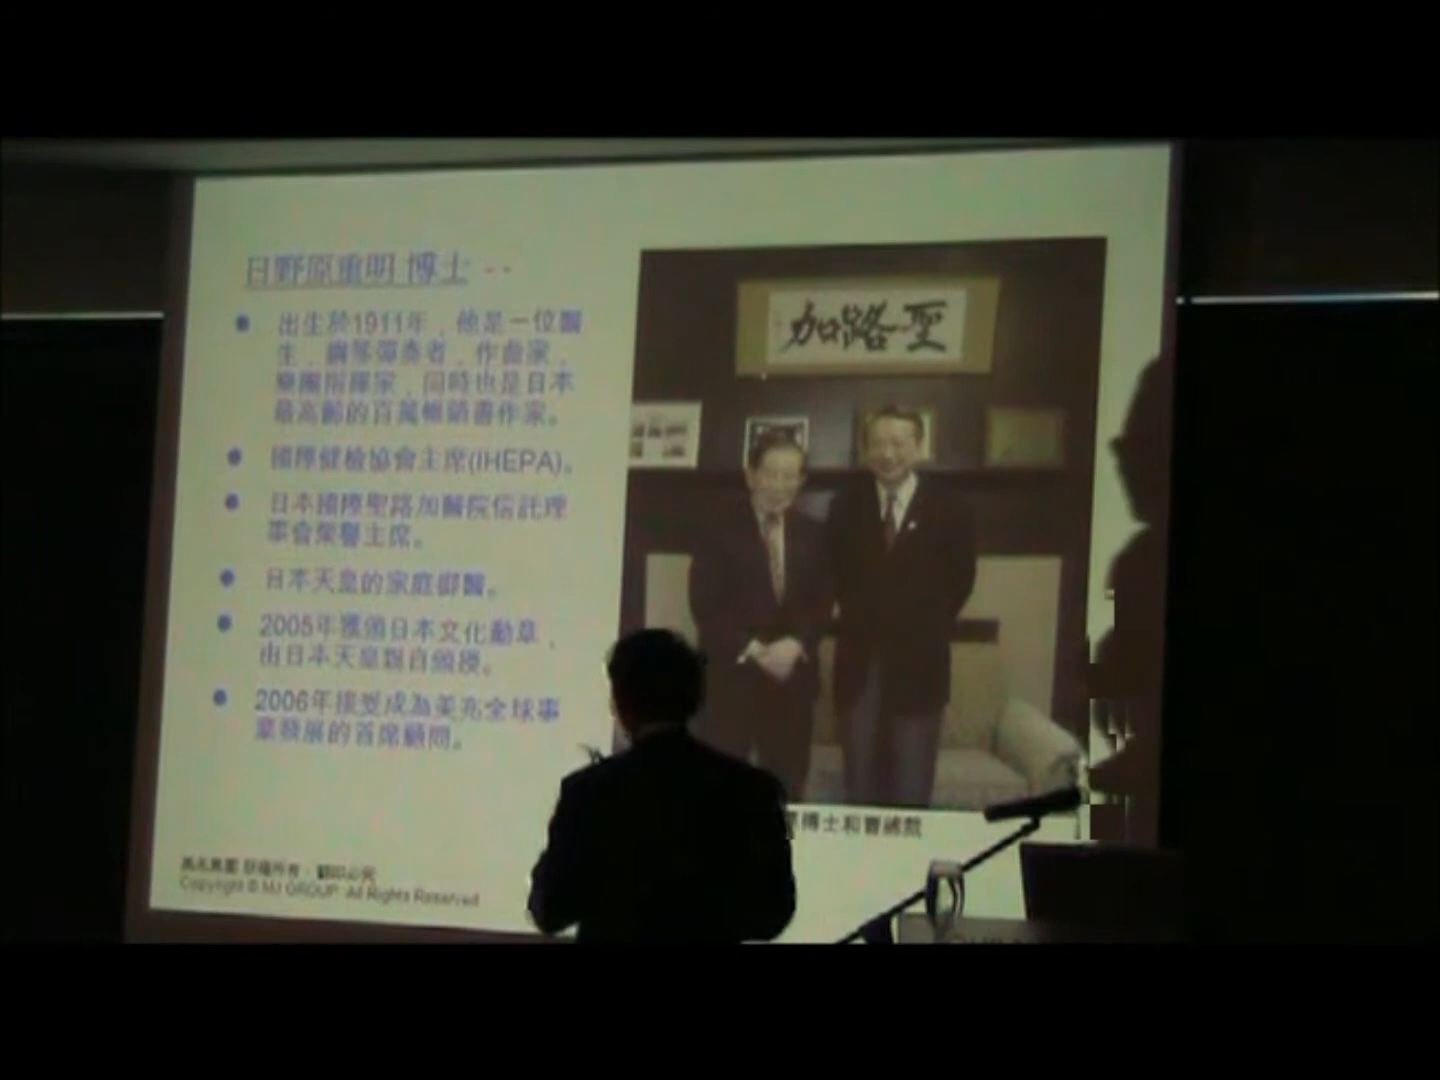 日野原重明 博士 --
出生於1911年，他是一位醫
生，鋼琴彈奏者，作曲家，
樂團指揮家，同時也是日本
最高齡的百萬暢銷書作家。
國際健檢協會主席(IHEPA)。
日本國際聖路加醫院信託理
事會榮譽主席。
日本天皇的家庭御醫。
2005年獲頒日本文化勳章，
由日本天皇親自頒授。
2006年接受成為美兆全球事
業發展的首席顧問。
加路聖
博士和曹總裁
美兆集團 版權所有，翻印必究
Copyright © MJ GROUP All Rights Reserved